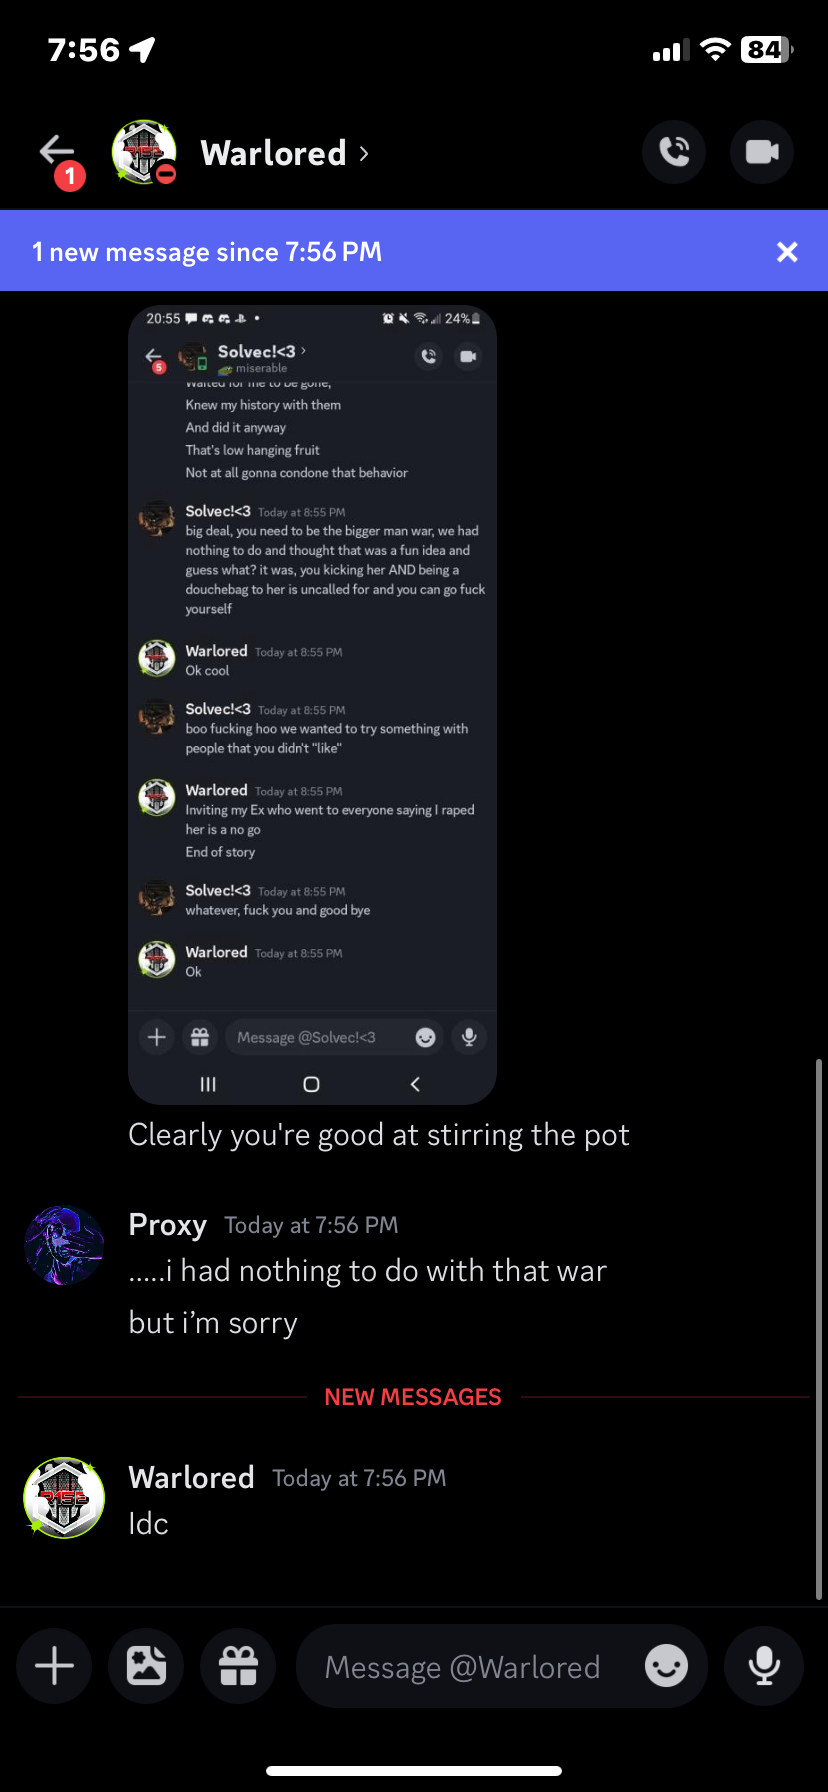 7:56
84
1
Warlored
1 new message since 7:56 PM
20:55
24%
5
Solvec!<3
miserable
Waited for me to be gone,
Knew my history with them
And did it anyway
That's low hanging fruit
Not at all gonna condone that behavior
Solvec!<3 Today at 8:55 PM
big deal, you need to be the bigger man war, we had
nothing to do and thought that was a fun idea and
guess what? it was, you kicking her AND being a
douchebag to her is uncalled for and you can go fuck
yourself
Warlored Today at 8:55 PM
Ok cool
Solvec!<3 Today at 8:55 PM
boo fucking hoo we wanted to try something with
people that you didn't "like"
Warlored Today at 8:55 PM
Inviting my Ex who went to everyone saying I raped
her is a no go
End of story
Solvec!<3 Today at 8:55 PM
whatever, fuck you and good bye
Warlored Today at 8:55 PM
Ok
Message @Solvec!<3
Clearly you're good at stirring the pot
Proxy Today at 7:56 PM
.....i had nothing to do with that war
but i’m sorry
NEW MESSAGES
Warlored Today at 7:56 PM
Idc
Message @Warlored